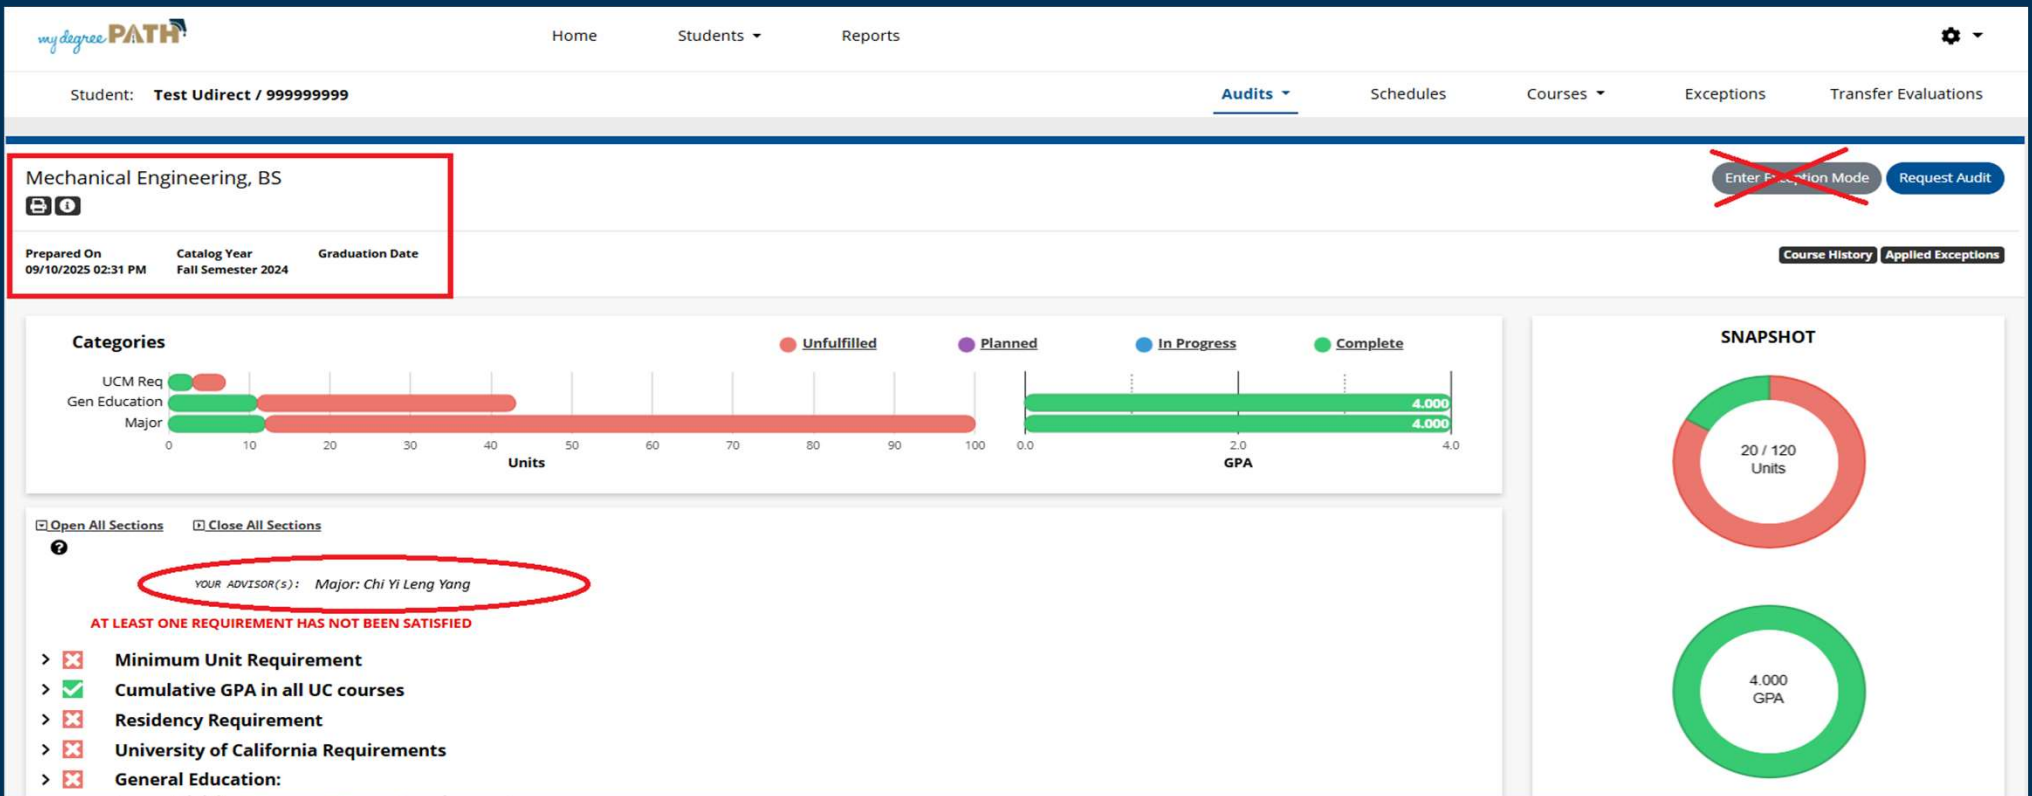 my degree PATH
Home Students Reports
Student: Test Udirect / 999999999
Audits Schedules Courses Exceptions Transfer Evaluations
Mechanical Engineering, BS
Enter Exception Mode Request Audit
Prepared On Catalog Year Graduation Date
09/10/2025 02:31 PM Fall Semester 2024
Course History Applied Exceptions
Categories
Unfulfilled Planned In Progress Complete
UCM Req
Gen Education
Major
4.000
4.000
0 10 20 30 40 50 60 70 80 90 100
Units
0.0 2.0 4.0
GPA
SNAPSHOT
20 / 120
Units
4.000
GPA
Open All Sections Close All Sections
YOUR ADVISOR(s): Major: Chi Yi Leng Yang
AT LEAST ONE REQUIREMENT HAS NOT BEEN SATISFIED
Minimum Unit Requirement
Cumulative GPA in all UC courses
Residency Requirement
University of California Requirements
General Education: